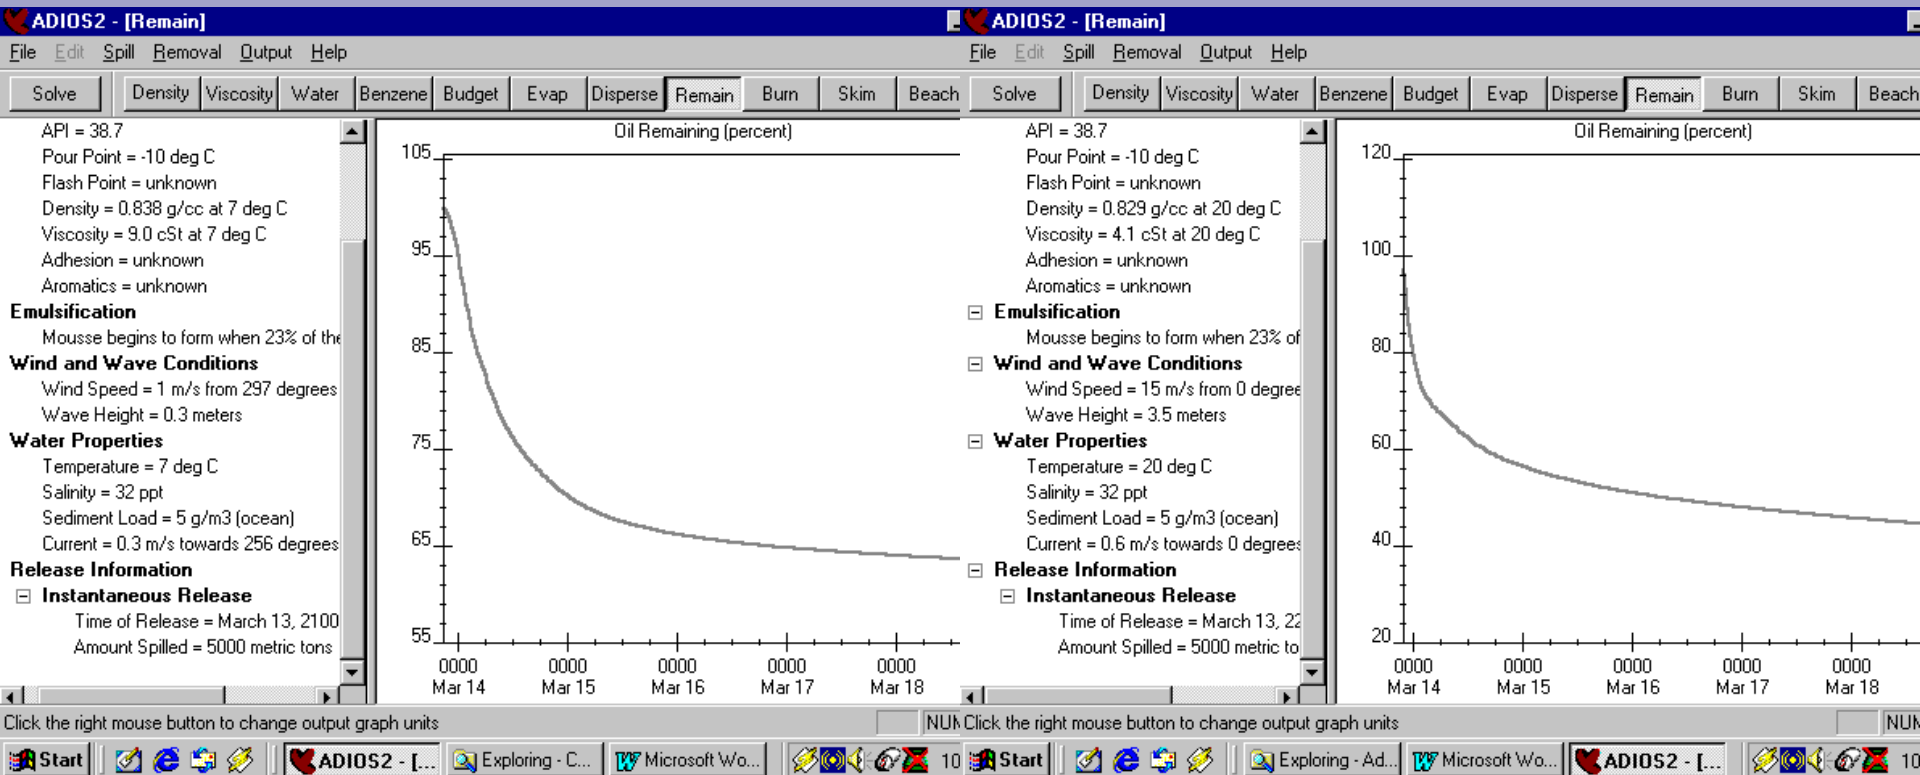 ADIOS2 - [Remain]
File Edit Spill Removal Output Help
Solve Density Viscosity Water Benzene Budget Evap Disperse Remain Burn Skim Beach
API = 38.7
Pour Point = -10 deg C
Flash Point = unknown
Density = 0.838 g/cc at 7 deg C
Viscosity = 9.0 cSt at 7 deg C
Adhesion = unknown
Aromatics = unknown
Emulsification
Mousse begins to form when 23% of the
Wind and Wave Conditions
Wind Speed = 1 m/s from 297 degrees
Wave Height = 0.3 meters
Water Properties
Temperature = 7 deg C
Salinity = 32 ppt
Sediment Load = 5 g/m3 (ocean)
Current = 0.3 m/s towards 256 degrees
Release Information
Instantaneous Release
Time of Release = March 13, 2100
Amount Spilled = 5000 metric tons
Oil Remaining (percent)
105
95
85
75
65
55
0000 0000 0000 0000 0000
Mar 14 Mar 15 Mar 16 Mar 17 Mar 18
Click the right mouse button to change output graph units NUM
Start ADIOS2 - [... Exploring - C... Microsoft Wo... 10
ADIOS2 - [Remain]
File Edit Spill Removal Output Help
Solve Density Viscosity Water Benzene Budget Evap Disperse Remain Burn Skim Beach
API = 38.7
Pour Point = -10 deg C
Flash Point = unknown
Density = 0.829 g/cc at 20 deg C
Viscosity = 4.1 cSt at 20 deg C
Adhesion = unknown
Aromatics = unknown
Emulsification
Mousse begins to form when 23% of
Wind and Wave Conditions
Wind Speed = 15 m/s from 0 degree
Wave Height = 3.5 meters
Water Properties
Temperature = 20 deg C
Salinity = 32 ppt
Sediment Load = 5 g/m3 (ocean)
Current = 0.6 m/s towards 0 degrees
Release Information
Instantaneous Release
Time of Release = March 13, 22
Amount Spilled = 5000 metric to
Oil Remaining (percent)
120
100
80
60
40
20
0000 0000 0000 0000 0000
Mar 14 Mar 15 Mar 16 Mar 17 Mar 18
Click the right mouse button to change output graph units NUM
Start Exploring - Ad... Microsoft Wo... ADIOS2 - [... 10